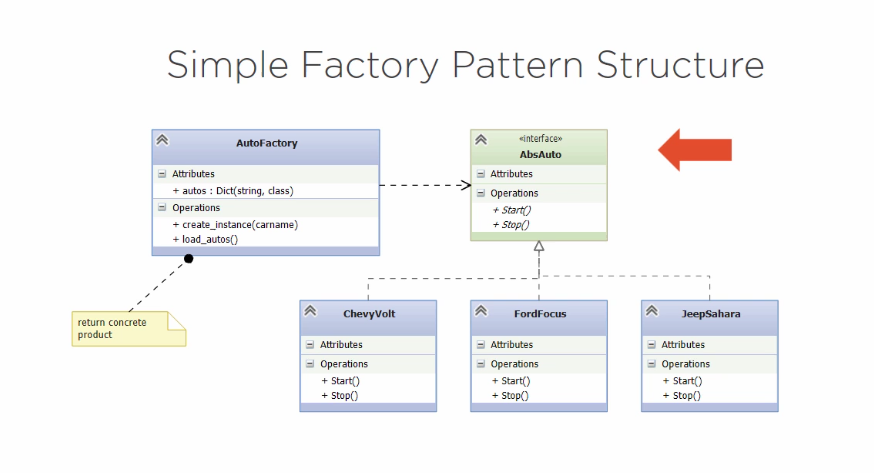 Simple Factory Pattern Structure
AutoFactory
Attributes
+ autos : Dict(string, class)
Operations
+ create_instance(carname)
+ load_autos()
«interface»
AbsAuto
Attributes
Operations
+ Start()
+ Stop()
return concrete
product
ChevyVolt
Attributes
Operations
+ Start()
+ Stop()
FordFocus
Attributes
Operations
+ Start()
+ Stop()
JeepSahara
Attributes
Operations
+ Start()
+ Stop()